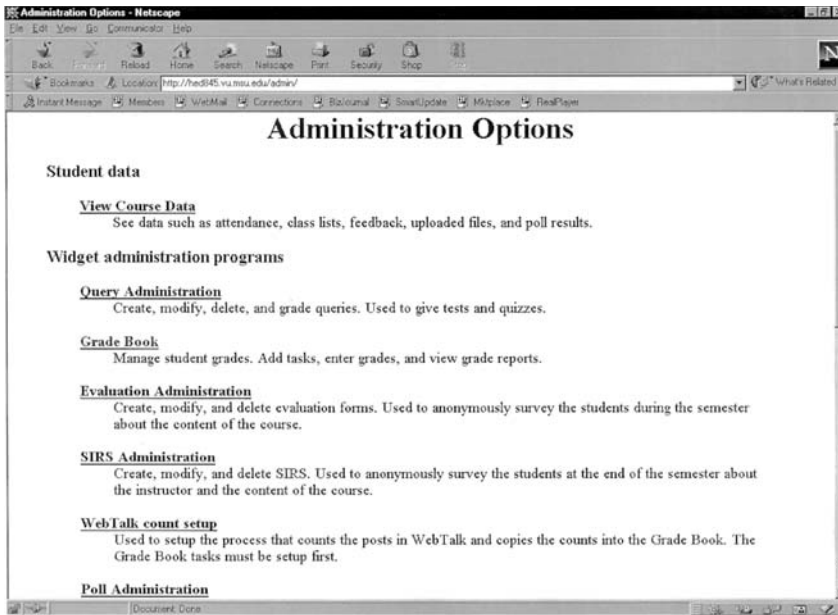 Administration Options - Netscape
File Edit View Go Communicator Help
Back Forward Reload Home Search Netscape Print Security Shop
Bookmarks Location http://hed845.vu.msu.edu/admin/ What's Related
Instant Message Members WebMail Connections BizJournal SmartUpdate Mktplace RealPlayer
Administration Options
Student data
View Course Data
See data such as attendance, class lists, feedback, uploaded files, and poll results.
Widget administration programs
Query Administration
Create, modify, delete, and grade queries. Used to give tests and quizzes.
Grade Book
Manage student grades. Add tasks, enter grades, and view grade reports.
Evaluation Administration
Create, modify, and delete evaluation forms. Used to anonymously survey the students during the semester
about the content of the course.
SIRS Administration
Create, modify, and delete SIRS. Used to anonymously survey the students at the end of the semester about
the instructor and the content of the course.
WebTalk count setup
Used to setup the process that counts the posts in WebTalk and copies the counts into the Grade Book. The
Grade Book tasks must be setup first.
Poll Administration
Document: Done